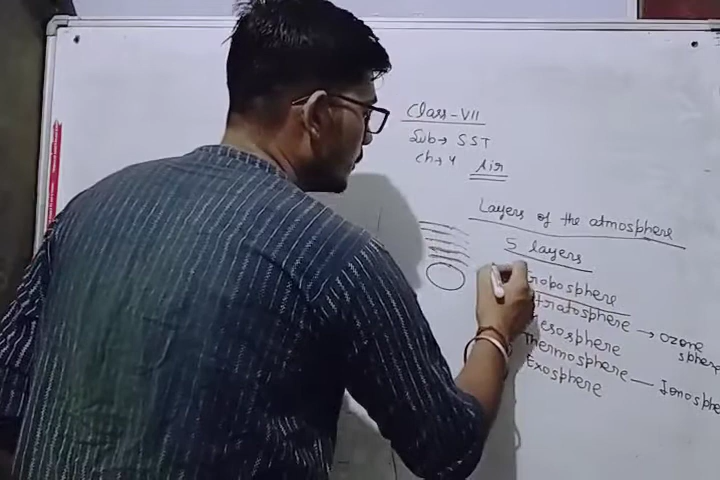 Class-VII
Sub→ SST
Ch→ 4 Air
Layers of the atmosphere
5 layers
Stratosphere → ozone sphere
Mesosphere
Thermosphere — Ionosphe
Exosphere